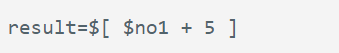 result=$[ $no1 + 5 ]